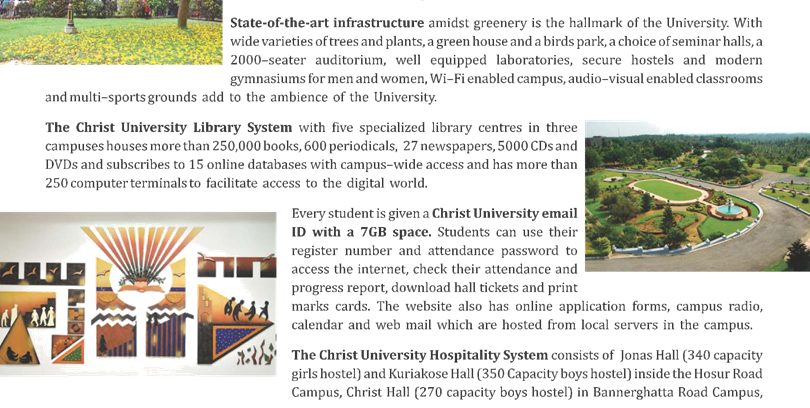 State-of-the-art infrastructure amidst greenery is the hallmark of the University. With
wide varieties of trees and plants, a green house and a birds park, a choice of seminar halls, a
2000–seater auditorium, well equipped laboratories, secure hostels and modern
gymnasiums for men and women, Wi–Fi enabled campus, audio–visual enabled classrooms
and multi–sports grounds add to the ambience of the University.
The Christ University Library System with five specialized library centres in three
campuses houses more than 250,000 books, 600 periodicals, 27 newspapers, 5000 CDs and
DVDs and subscribes to 15 online databases with campus–wide access and has more than
250 computer terminals to facilitate access to the digital world.
Every student is given a Christ University email
ID with a 7GB space. Students can use their
register number and attendance password to
access the internet, check their attendance and
progress report, download hall tickets and print
marks cards. The website also has online application forms, campus radio,
calendar and web mail which are hosted from local servers in the campus.
The Christ University Hospitality System consists of Jonas Hall (340 capacity
girls hostel) and Kuriakose Hall (350 Capacity boys hostel) inside the Hosur Road
Campus, Christ Hall (270 capacity boys hostel) in Bannerghatta Road Campus,